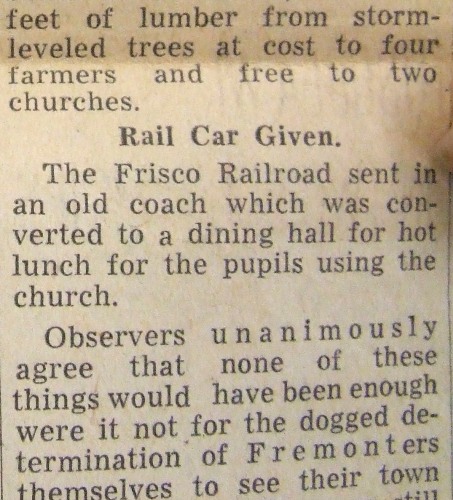 feet of lumber from storm-
leveled trees at cost to four
farmers and free to two
churches.
Rail Car Given.
The Frisco Railroad sent in
an old coach which was con-
verted to a dining hall for hot
lunch for the pupils using the
church.
Observers unanimously
agree that none of these
things would have been enough
were it not for the dogged de-
termination of Fremonters
themselves to see their town
still